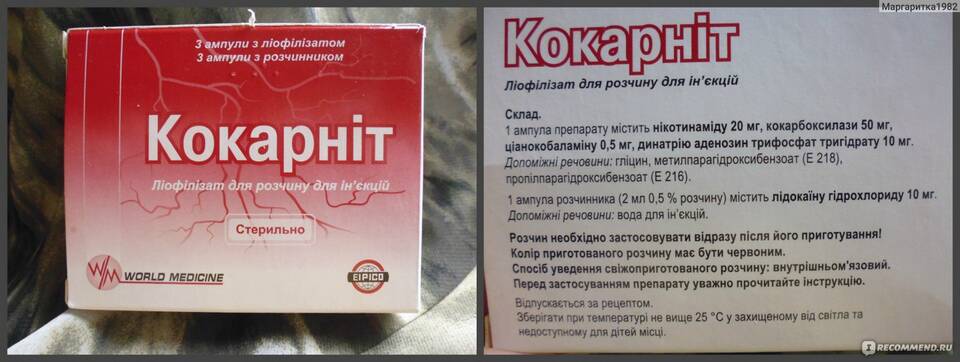 3 ампули з ліофілізатом
3 ампули з розчинником
Кокарніт
Ліофілізат для розчину для ін'єкцій
Стерильно
WM WORLD MEDICINE
EIPICO
Маргаритка1982
Кокарніт
Ліофілізат для розчину для ін'єкцій
Склад.
1 ампула препарату містить нікотинаміду 20 мг, кокарбоксилази 50 мг,
ціанокобаламіну 0,5 мг, динатрію аденозин трифосфат тригідрату 10 мг.
Допоміжні речовини: гліцин, метилпарагідроксибензоат (Е 218),
пропілпарагідроксибензоат (Е 216).
1 ампула розчинника (2 мл 0,5 % розчину) містить лідокаїну гідрохлориду 10 мг.
Допоміжні речовини: вода для ін'єкцій.
Розчин необхідно застосовувати відразу після його приготування!
Колір приготованого розчину має бути червоним.
Спосіб уведення свіжоприготованого розчину: внутрішньом'язовий.
Перед застосуванням препарату уважно прочитайте інструкцію.
Відпускається за рецептом.
Зберігати при температурі не вище 25 °С у захищеному від світла та
недоступному для дітей місці.
RECOMMEND.RU